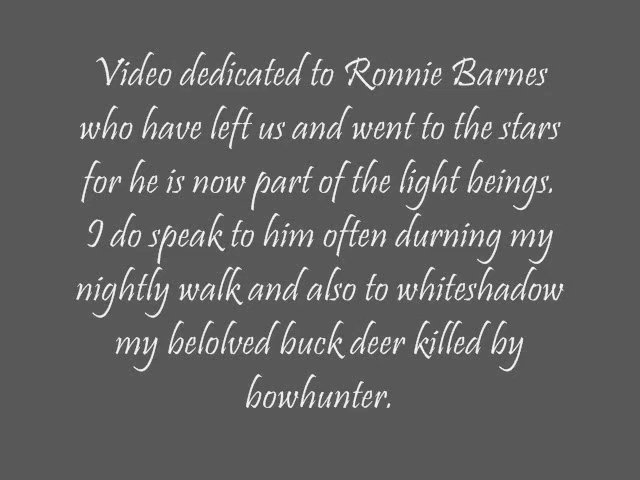 Video dedicated to Ronnie Barnes
who have left us and went to the stars
for he is now part of the light beings.
I do speak to him often durning my
nightly walk and also to whiteshadow
my belolved buck deer killed by
bowhunter.